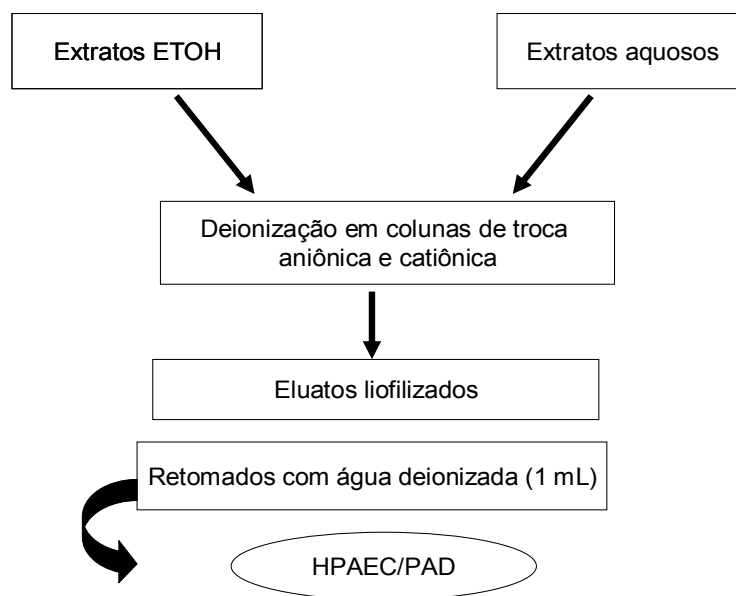 Extratos ETOH
Extratos aquosos
Deionização em colunas de troca
aniônica e catiônica
Eluatos liofilizados
Retomados com água deionizada (1 mL)
HPAEC/PAD